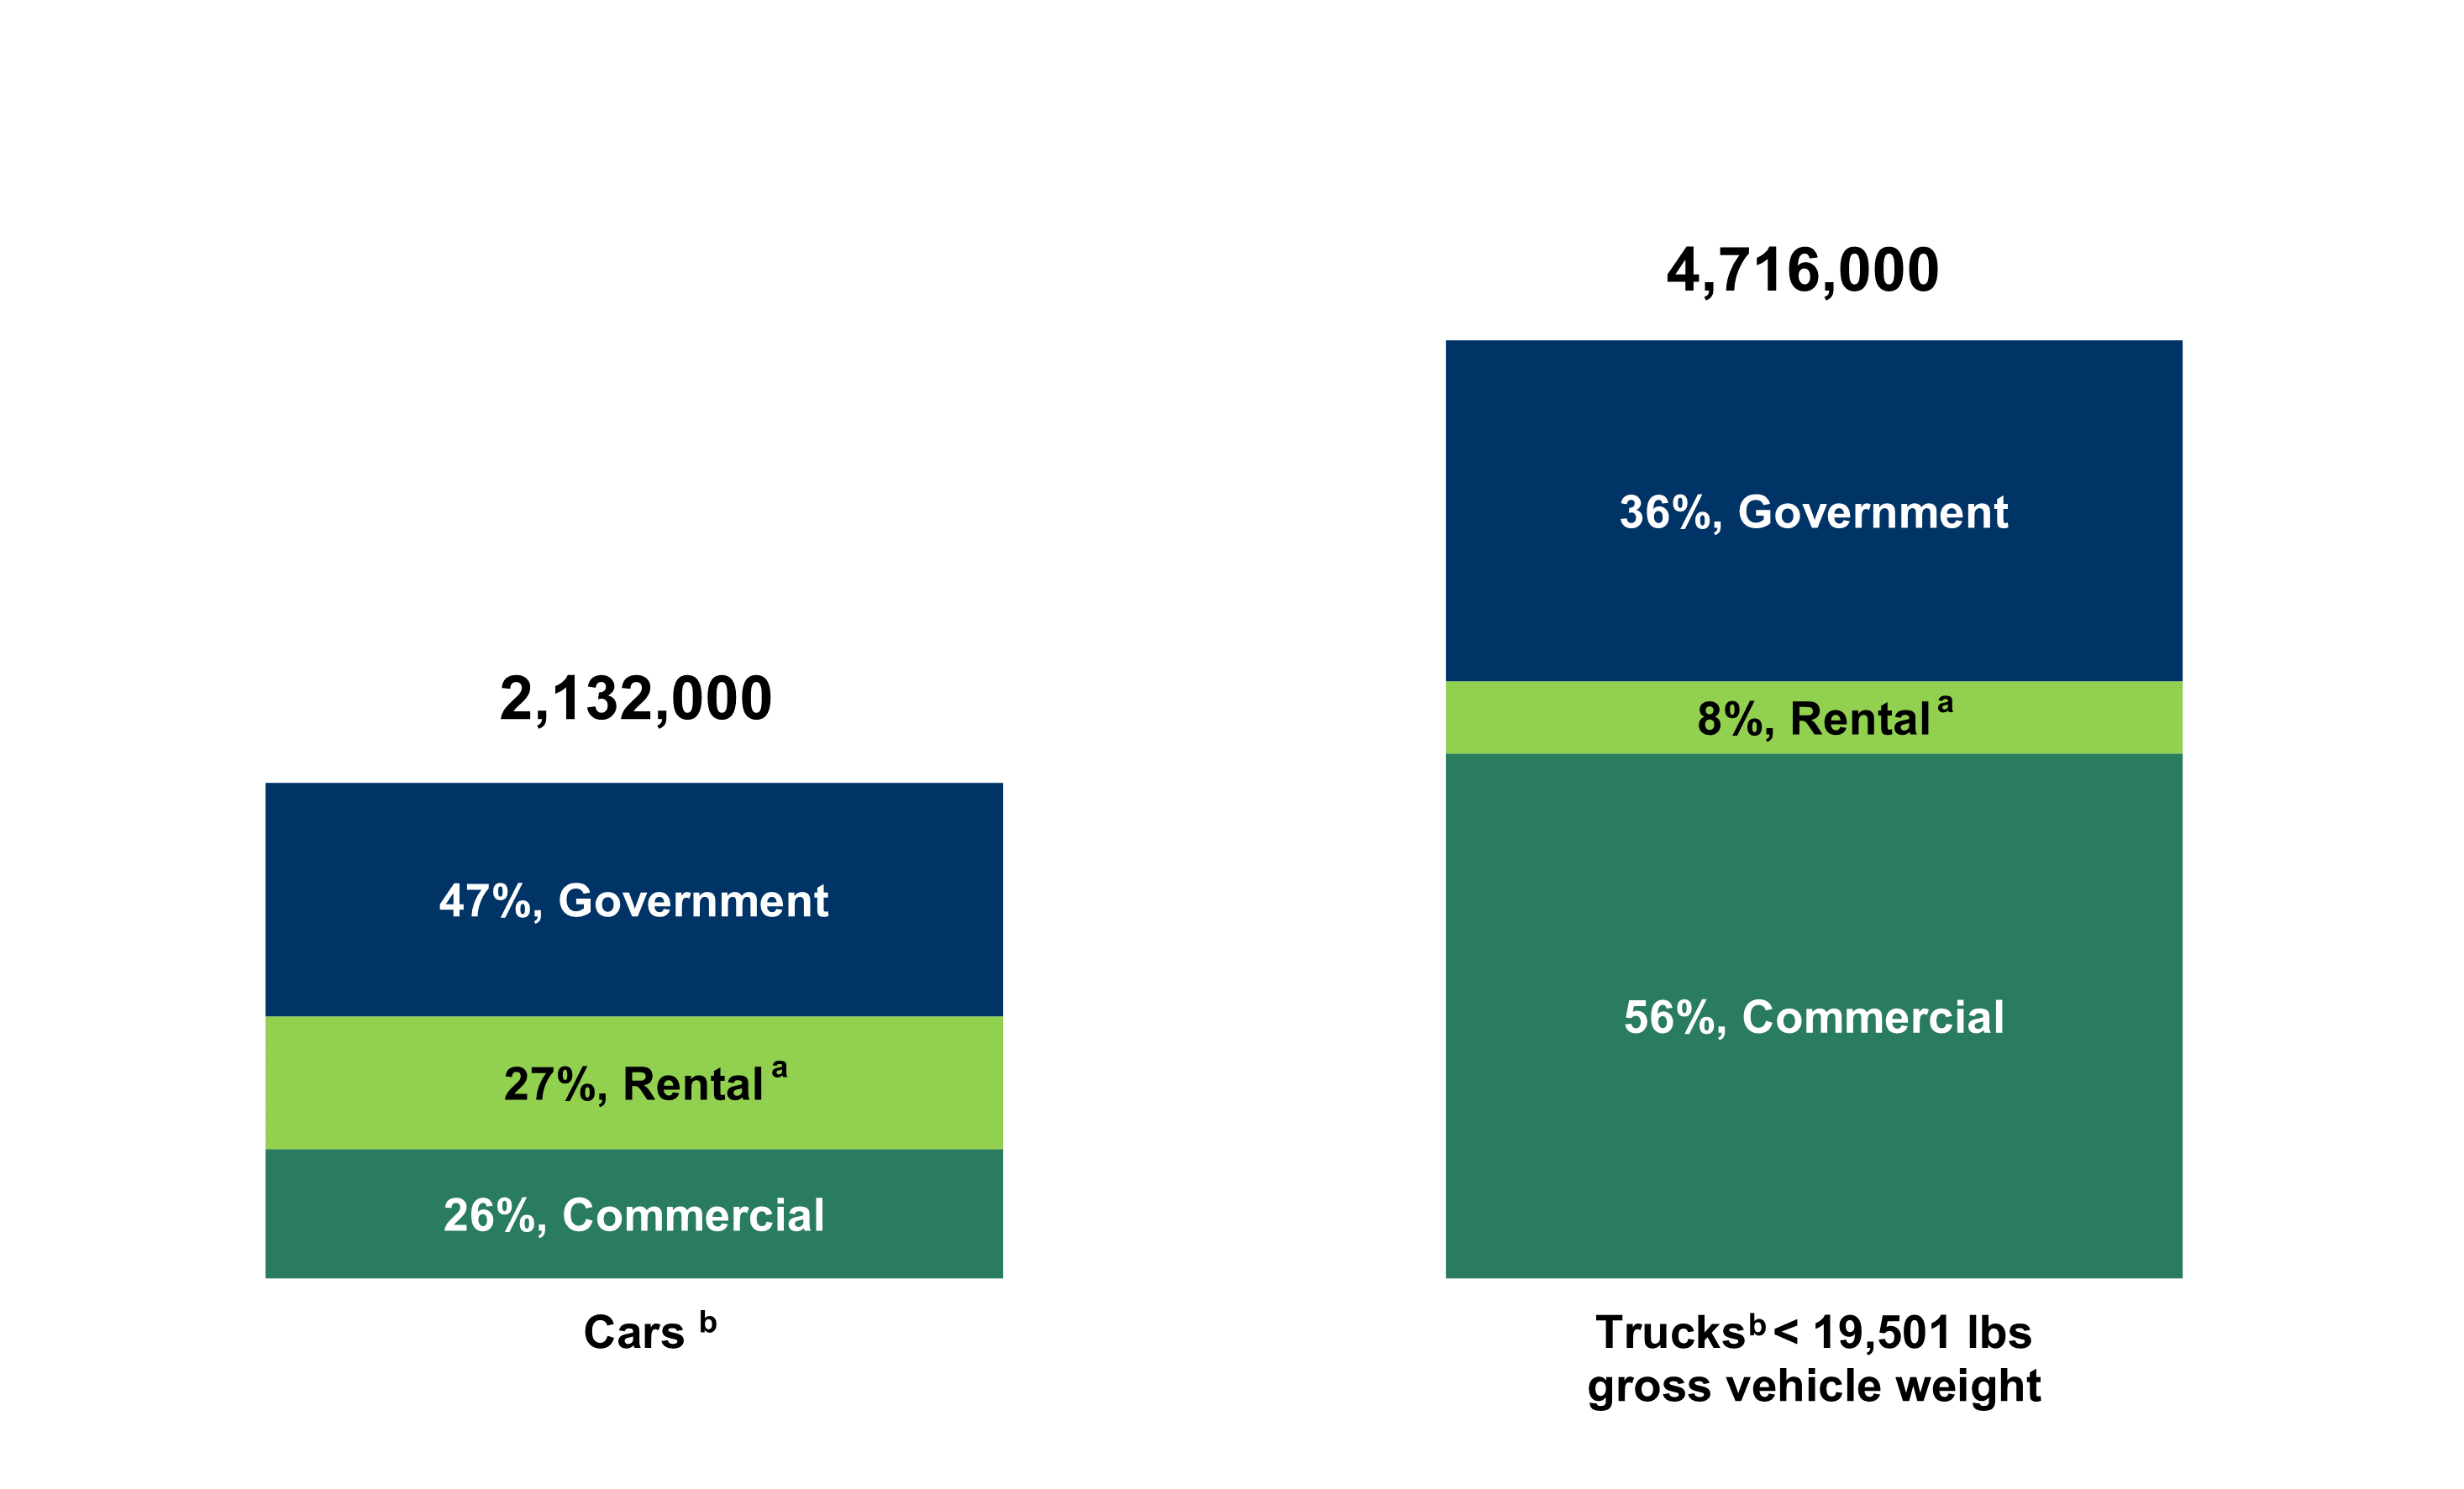 4,716,000
36%, Government
8%, Rental a
56%, Commercial
2,132,000
47%, Government
27%, Rental a
26%, Commercial
Cars b
Trucks b < 19,501 lbs
gross vehicle weight